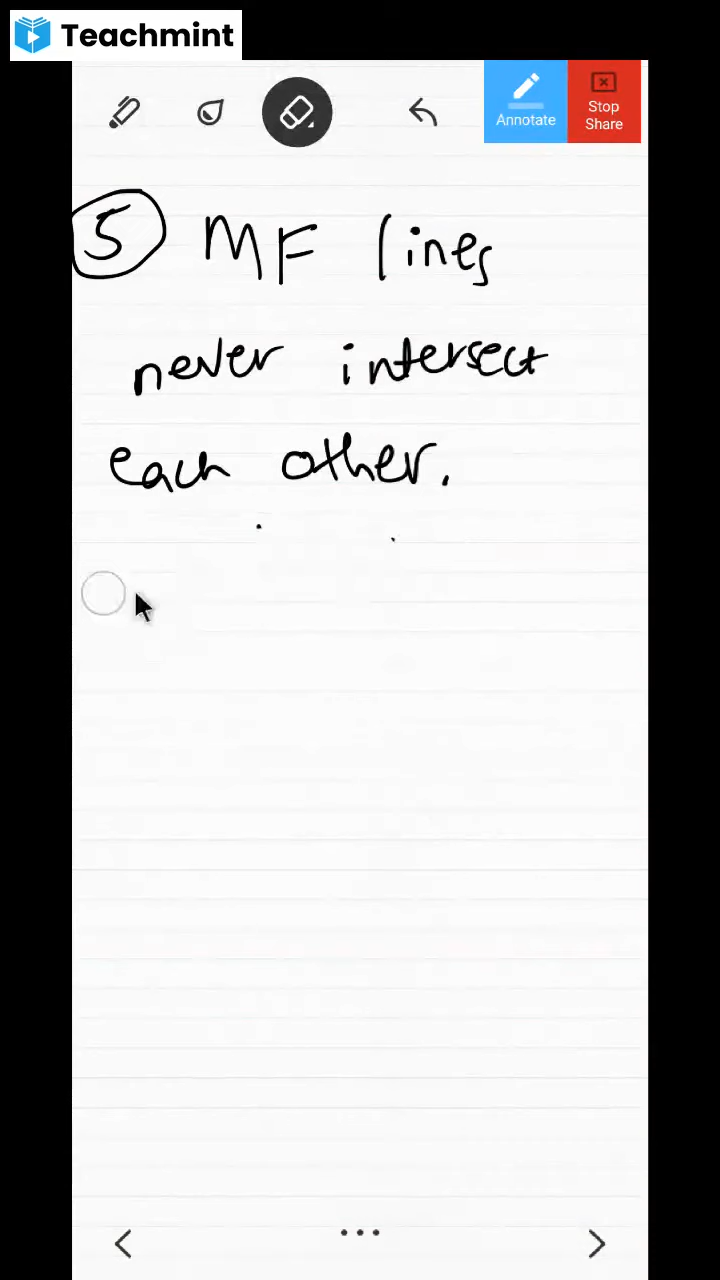 Teachmint
Annotate
Stop
Share
5 MF lines
never intersect
each other.